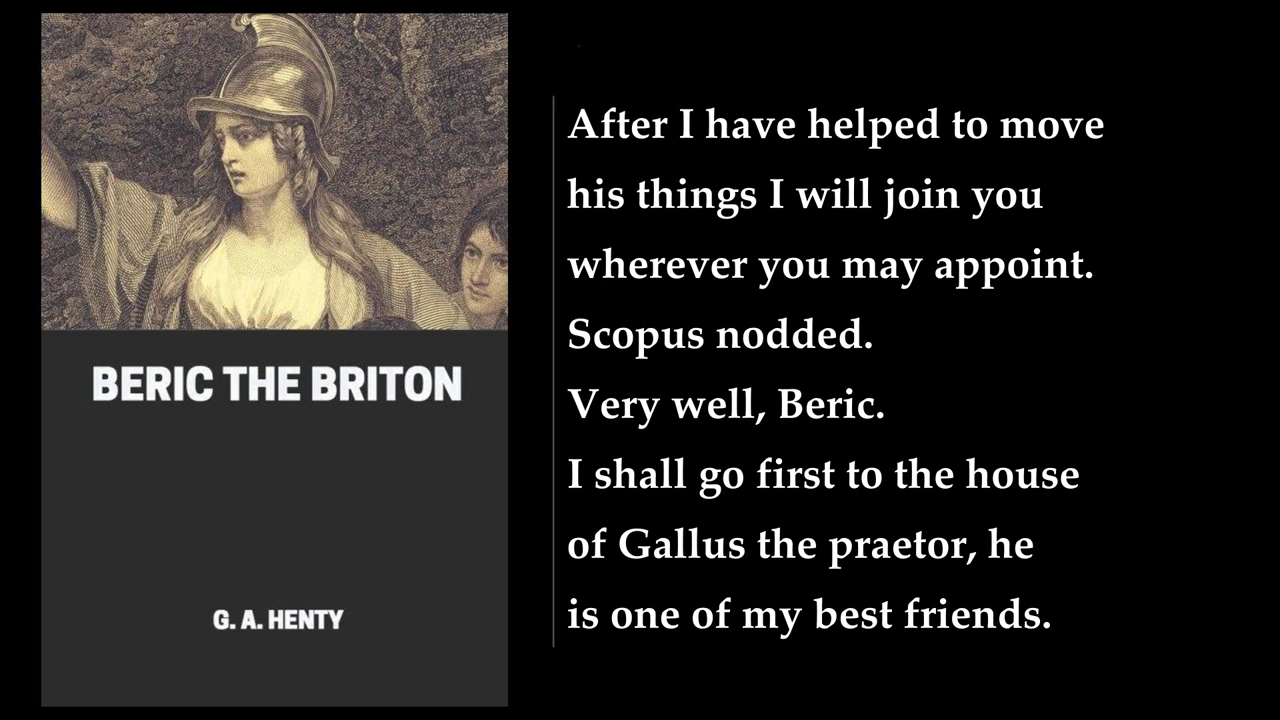 BERIC THE BRITON
G. A. HENTY
After I have helped to move
his things I will join you
wherever you may appoint.
Scopus nodded.
Very well, Beric.
I shall go first to the house
of Gallus the praetor, he
is one of my best friends.